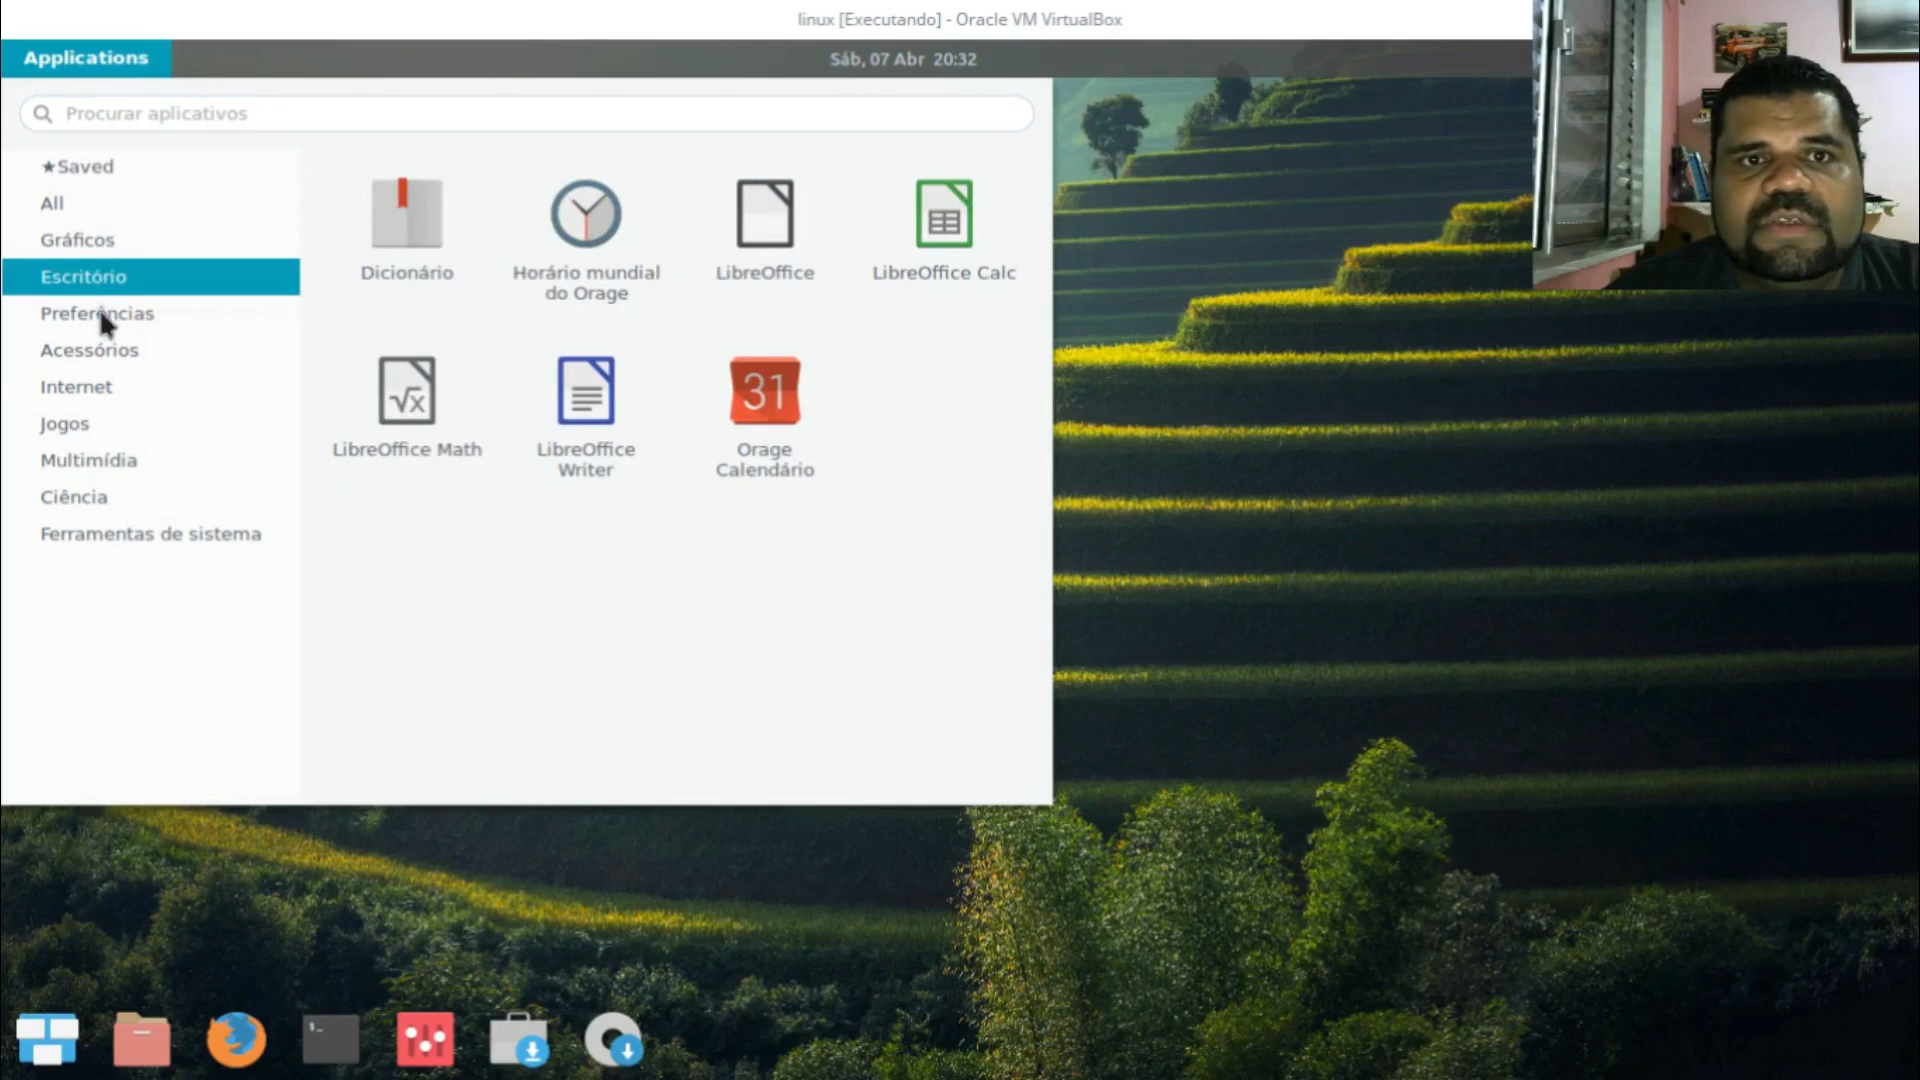 linux [Executando] - Oracle VM VirtualBox
Applications
Sáb, 07 Abr 20:32
Procurar aplicativos
★Saved
All
Gráficos
Escritório
Preferências
Acessórios
Internet
Jogos
Multimídia
Ciência
Ferramentas de sistema
Dicionário
Horário mundial
do Orage
LibreOffice
LibreOffice Calc
LibreOffice Math
LibreOffice
Writer
31
Orage
Calendário